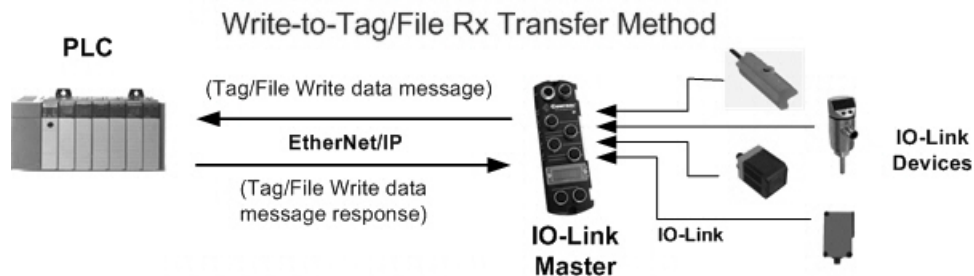 Write-to-Tag/File Rx Transfer Method
PLC
(Tag/File Write data message)
EtherNet/IP
(Tag/File Write data
message response)
IO-Link
Master
IO-Link
IO-Link
Devices